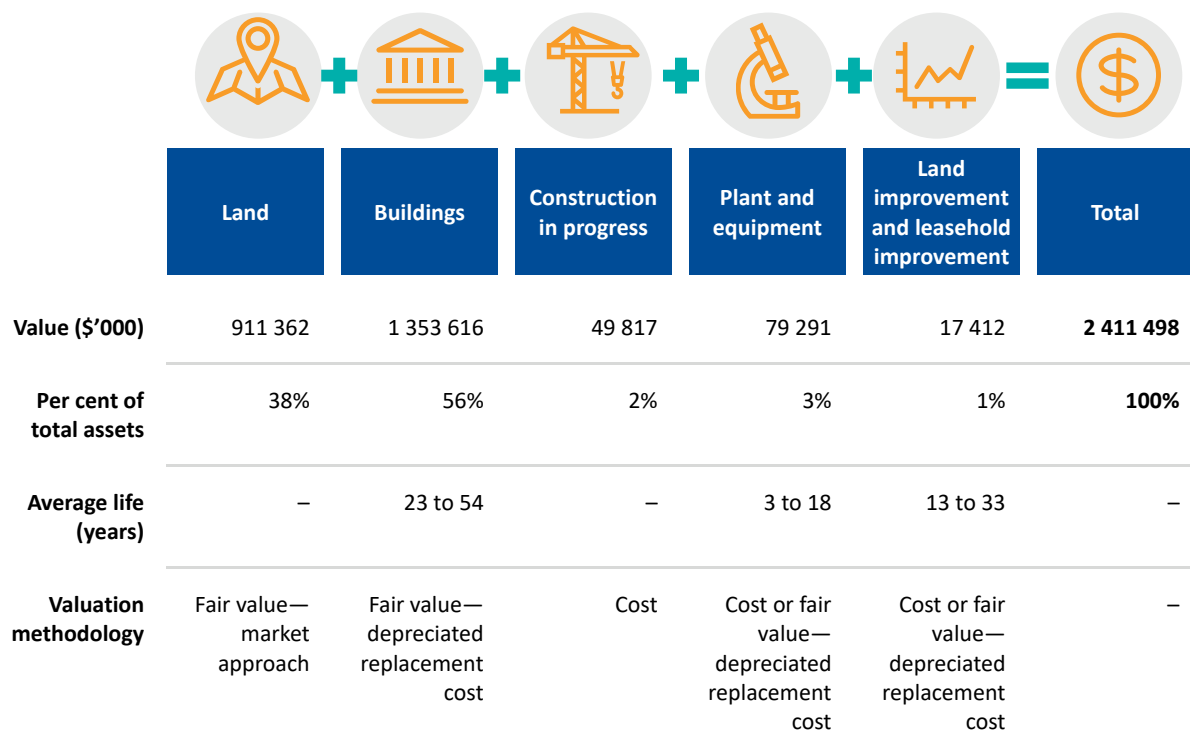 Land
Buildings
Construction
in progress
Plant and
equipment
Land
improvement
and leasehold
improvement
Total
Value ($’000)
911 362
1 353 616
49 817
79 291
17 412
2 411 498
Per cent of
total assets
38%
56%
2%
3%
1%
100%
Average life
(years)
–
23 to 54
–
3 to 18
13 to 33
–
Valuation
methodology
Fair value—
market
approach
Fair value—
depreciated
replacement
cost
Cost
Cost or fair
value—
depreciated
replacement
cost
Cost or fair
value—
depreciated
replacement
cost
–